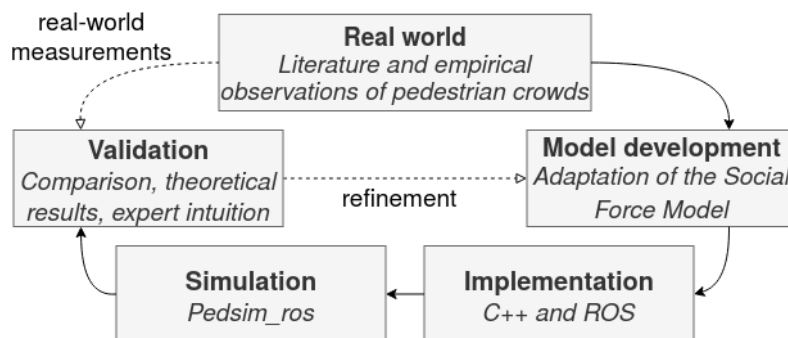 real-world
measurements
Real world
Literature and empirical
observations of pedestrian crowds
Validation
Comparison, theoretical
results, expert intuition
refinement
Model development
Adaptation of the Social
Force Model
Simulation
Pedsim_ros
Implementation
C++ and ROS